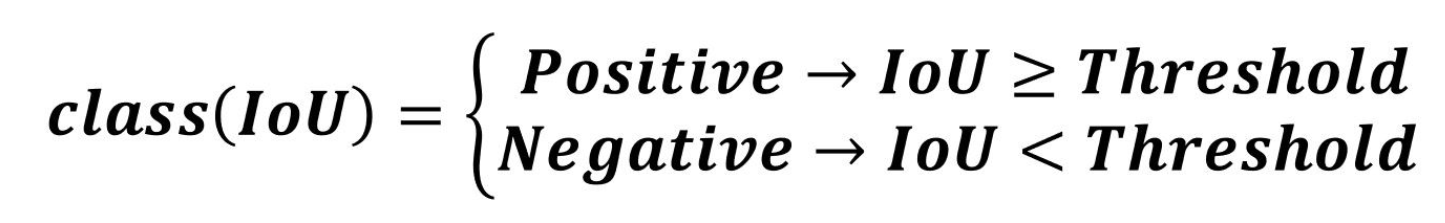 class(IoU) = { Positive → IoU ≥ Threshold
Negative → IoU < Threshold